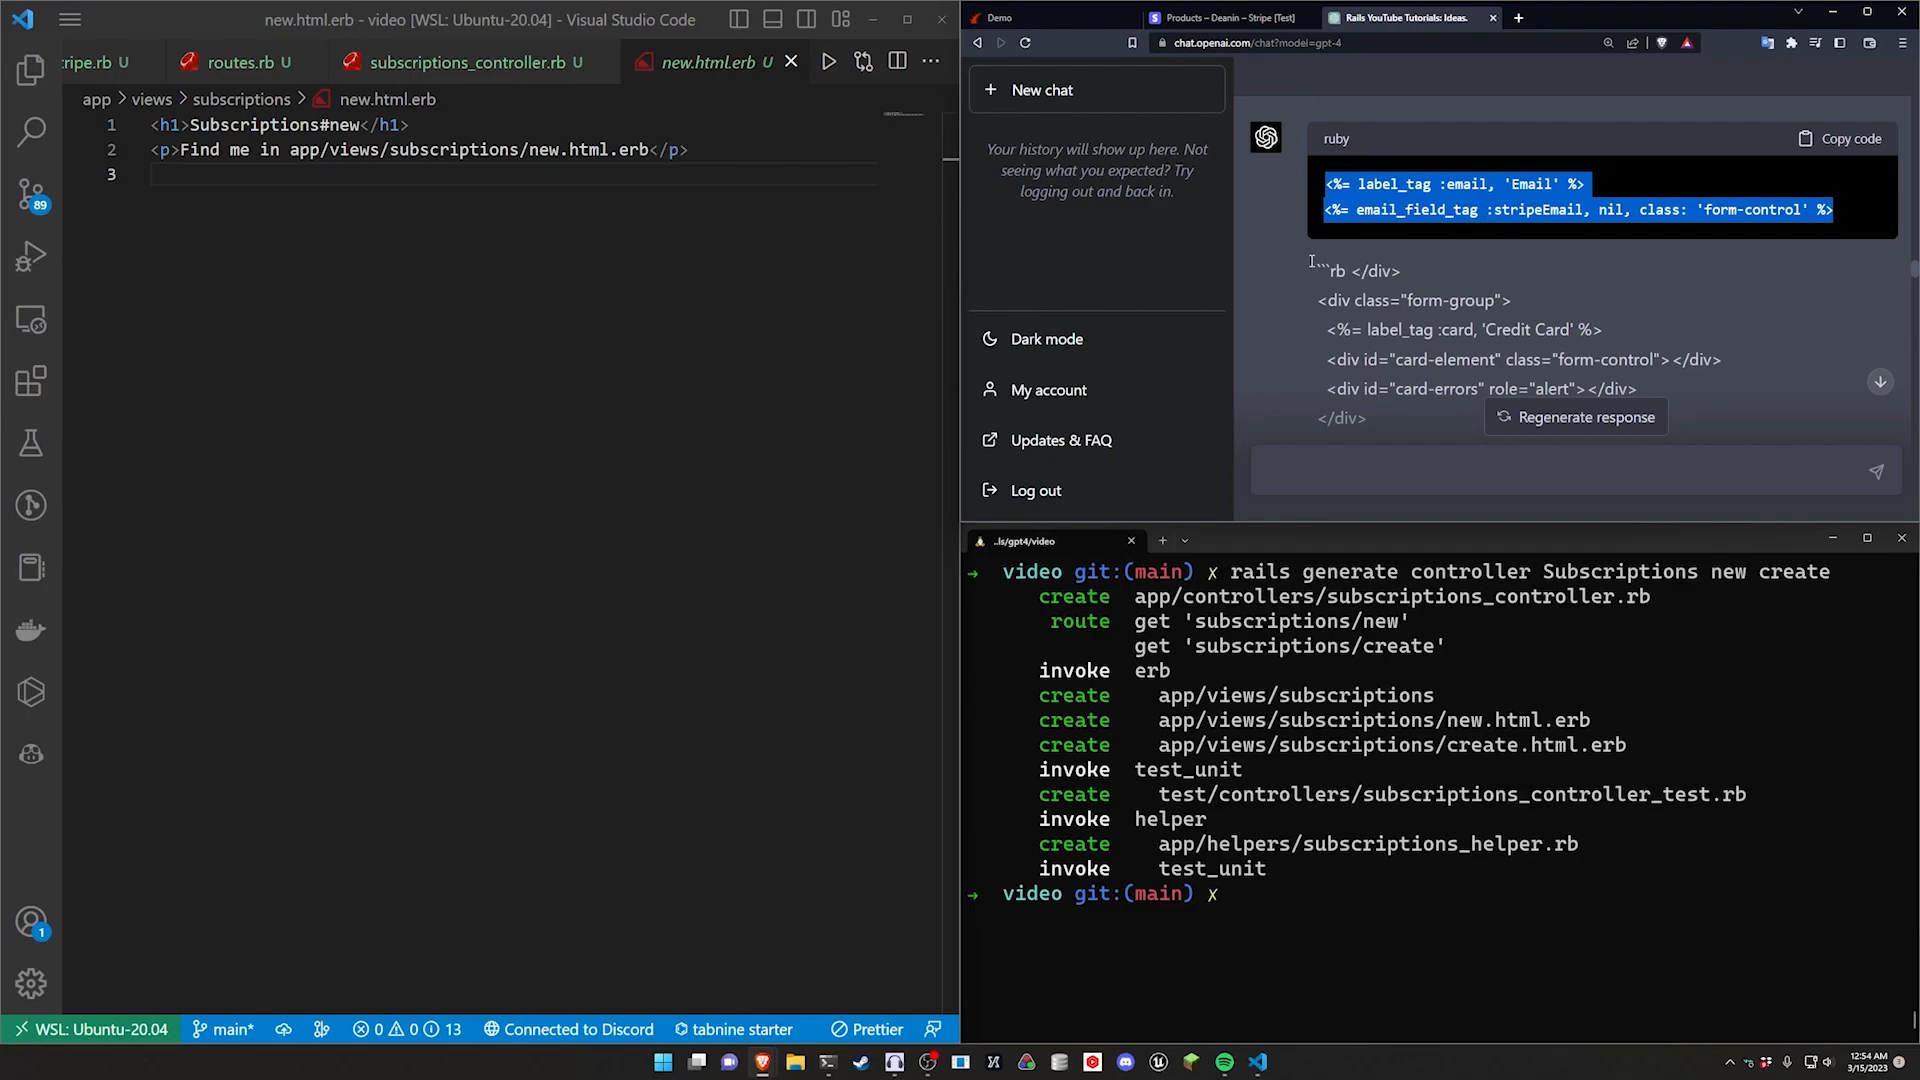 new.html.erb - video [WSL: Ubuntu-20.04] - Visual Studio Code
tripe.rb U
routes.rb U
subscriptions_controller.rb U
new.html.erb U
app > views > subscriptions > new.html.erb
1 <h1>Subscriptions#new</h1>
2 <p>Find me in app/views/subscriptions/new.html.erb</p>
3
89
1
WSL: Ubuntu-20.04
main*
0 0 13
Connected to Discord
tabnine starter
Prettier
Demo
Products – Deanin – Stripe [Test]
Rails YouTube Tutorials: Ideas.
chat.openai.com/chat?model=gpt-4
New chat
Your history will show up here. Not
seeing what you expected? Try
logging out and back in.
Dark mode
My account
Updates & FAQ
Log out
ruby
Copy code
<%= label_tag :email, 'Email' %>
<%= email_field_tag :stripeEmail, nil, class: 'form-control' %>
```rb </div>
<div class="form-group">
<%= label_tag :card, 'Credit Card' %>
<div id="card-element" class="form-control"></div>
<div id="card-errors" role="alert"></div>
</div>
Regenerate response
..ls/gpt4/video
→ video git:(main) ✗ rails generate controller Subscriptions new create
create app/controllers/subscriptions_controller.rb
route get 'subscriptions/new'
get 'subscriptions/create'
invoke erb
create app/views/subscriptions
create app/views/subscriptions/new.html.erb
create app/views/subscriptions/create.html.erb
invoke test_unit
create test/controllers/subscriptions_controller_test.rb
invoke helper
create app/helpers/subscriptions_helper.rb
invoke test_unit
→ video git:(main) ✗
12:54 AM
3/15/2023